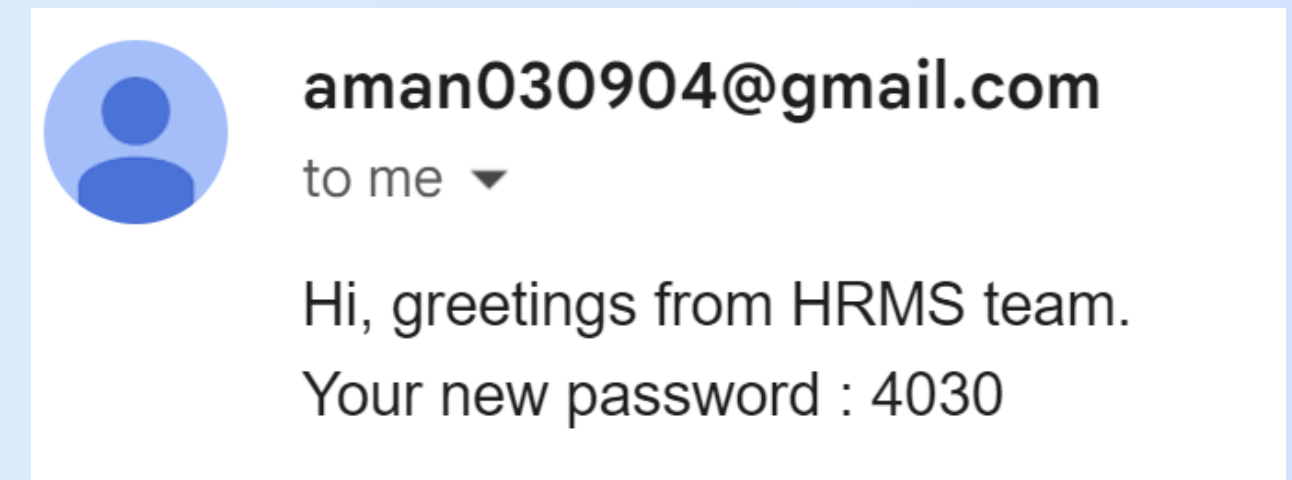 aman030904@gmail.com
to me
Hi, greetings from HRMS team.
Your new password : 4030